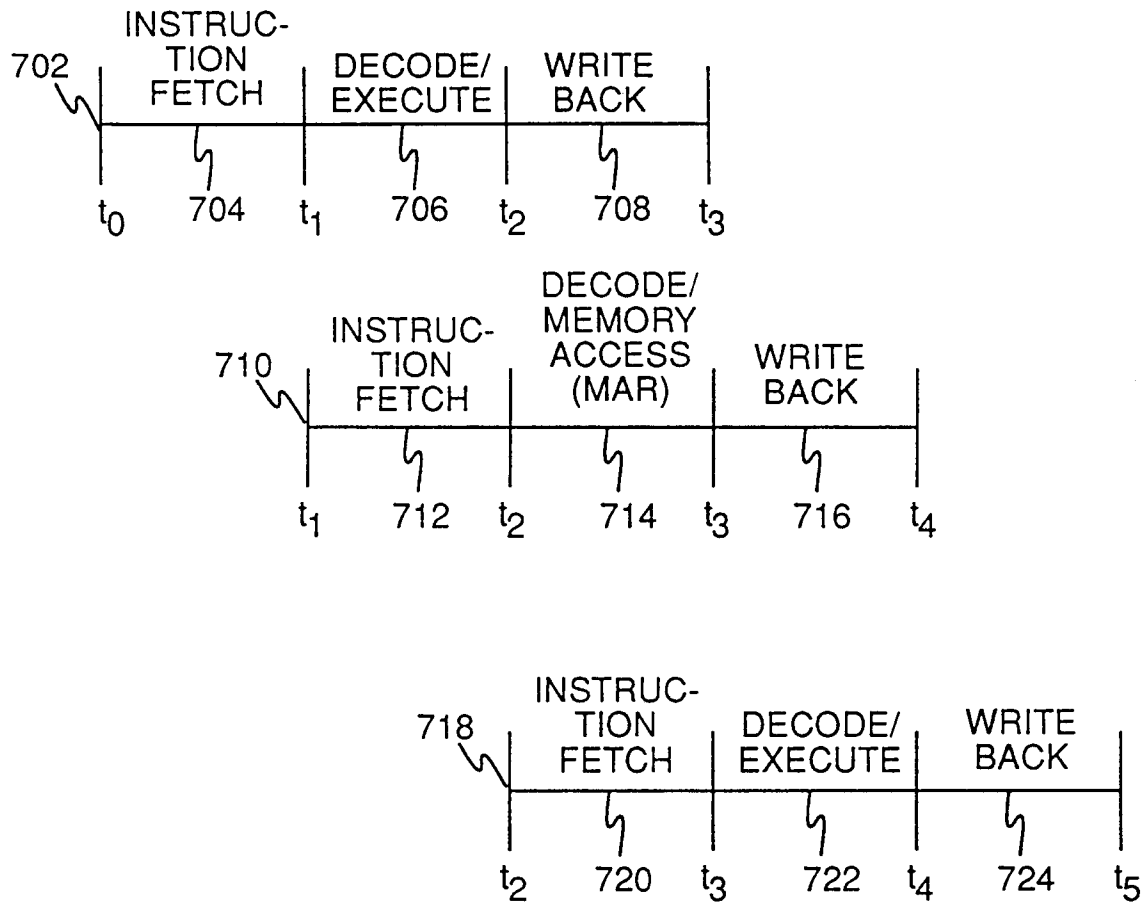 INSTRUC-
TION
FETCH
DECODE/
EXECUTE
WRITE
BACK
702
t0 704 t1 706 t2 708 t3
INSTRUC-
TION
FETCH
DECODE/
MEMORY
ACCESS
(MAR)
WRITE
BACK
710
t1 712 t2 714 t3 716 t4
INSTRUC-
TION
FETCH
DECODE/
EXECUTE
WRITE
BACK
718
t2 720 t3 722 t4 724 t5